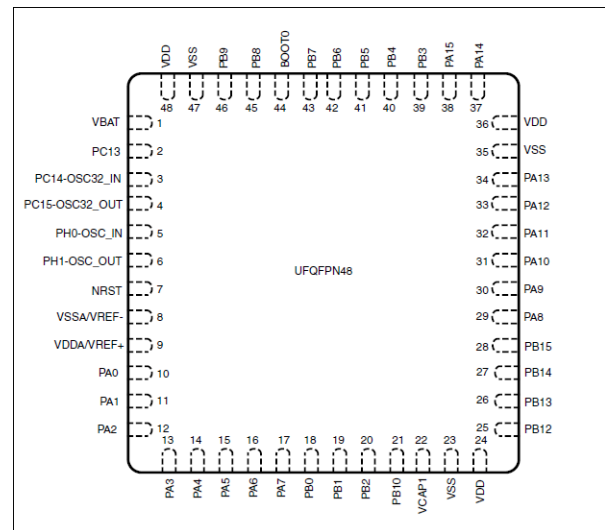 VDD VSS PB9 PB8 BOOT0 PB7 PB6 PB5 PB4 PB3 PA15 PA14
48 47 46 45 44 43 42 41 40 39 38 37
VBAT 1 36 VDD
PC13 2 35 VSS
PC14-OSC32_IN 3 34 PA13
PC15-OSC32_OUT 4 33 PA12
PH0-OSC_IN 5 32 PA11
PH1-OSC_OUT 6 31 PA10
UFQFPN48
NRST 7 30 PA9
VSSA/VREF- 8 29 PA8
VDDA/VREF+ 9 28 PB15
PA0 10 27 PB14
PA1 11 26 PB13
PA2 12 25 PB12
13 14 15 16 17 18 19 20 21 22 23 24
PA3 PA4 PA5 PA6 PA7 PB0 PB1 PB2 PB10 VCAP1 VSS VDD